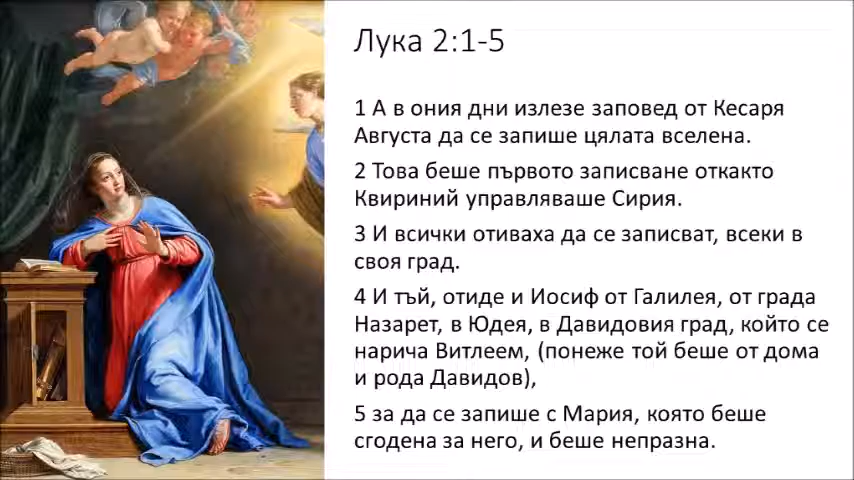 Лука 2:1-5
1 А в ония дни излезе заповед от Кесаря
Августа да се запише цялата вселена.
2 Това беше първото записване откакто
Квириний управляваше Сирия.
3 И всички отиваха да се записват, всеки в
своя град.
4 И тъй, отиде и Иосиф от Галилея, от града
Назарет, в Юдея, в Давидовия град, който се
нарича Витлеем, (понеже той беше от дома
и рода Давидов),
5 за да се запише с Мария, която беше
сгодена за него, и беше непразна.